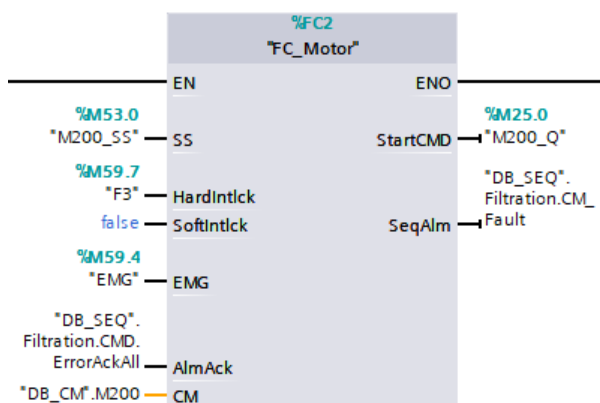 %FC2
"FC_Motor"
EN ENO
%M53.0 %M25.0
"M200_SS" SS StartCMD "M200_Q"
%M59.7 "DB_SEQ".
"F3" HardIntlck Filtration.CM_
false SoftIntlck SeqAlm Fault
%M59.4
"EMG" EMG
"DB_SEQ".
Filtration.CMD.
ErrorAckAll AlmAck
"DB_CM".M200 CM